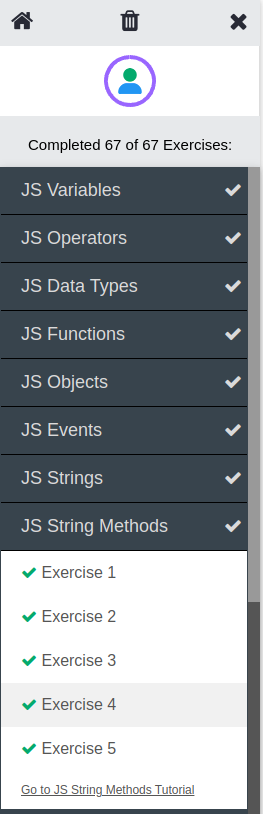 Completed 67 of 67 Exercises:
JS Variables
JS Operators
JS Data Types
JS Functions
JS Objects
JS Events
JS Strings
JS String Methods
Exercise 1
Exercise 2
Exercise 3
Exercise 4
Exercise 5
Go to JS String Methods Tutorial